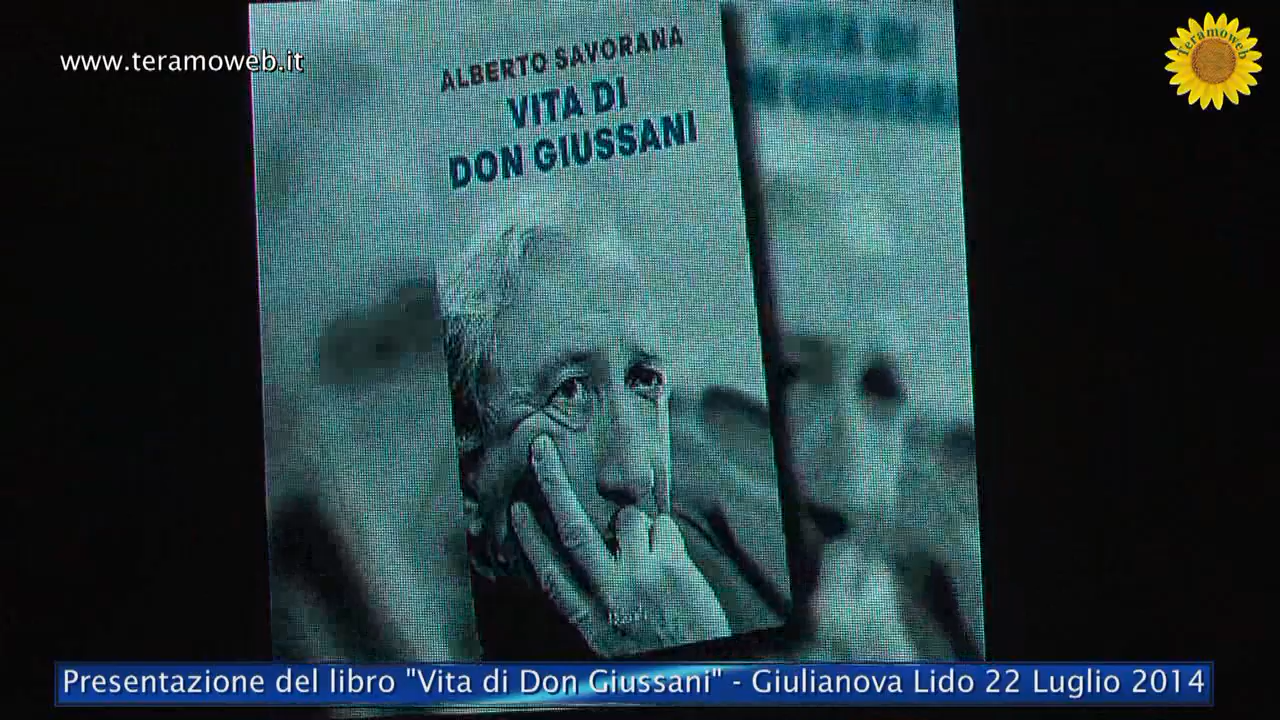 www.teramoweb.it
Teramoweb
ALBERTO SAVORANA
VITA DI
DON GIUSSANI
Presentazione del libro "Vita di Don Giussani" - Giulianova Lido 22 Luglio 2014